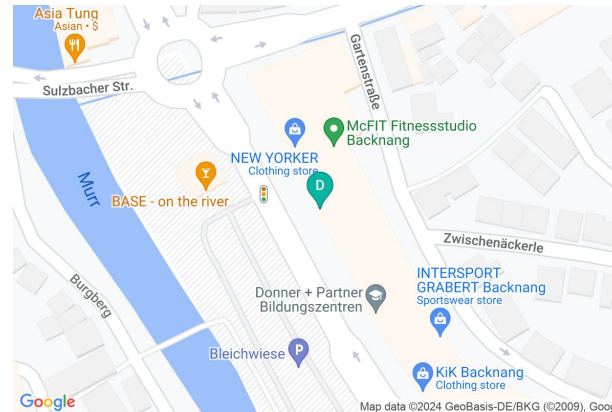 Asia Tung
Asian • $
Sulzbacher Str.
Gartenstraße
McFIT Fitnessstudio
Backnang
NEW YORKER
Clothing store
D
BASE - on the river
Murr
Zwischenäckerle
Burgberg
INTERSPORT
GRABERT Backnang
Sportswear store
Donner + Partner
Bildungszentren
Bleichwiese
P
KiK Backnang
Clothing store
Google
Map data ©2024 GeoBasis-DE/BKG (©2009), Goog